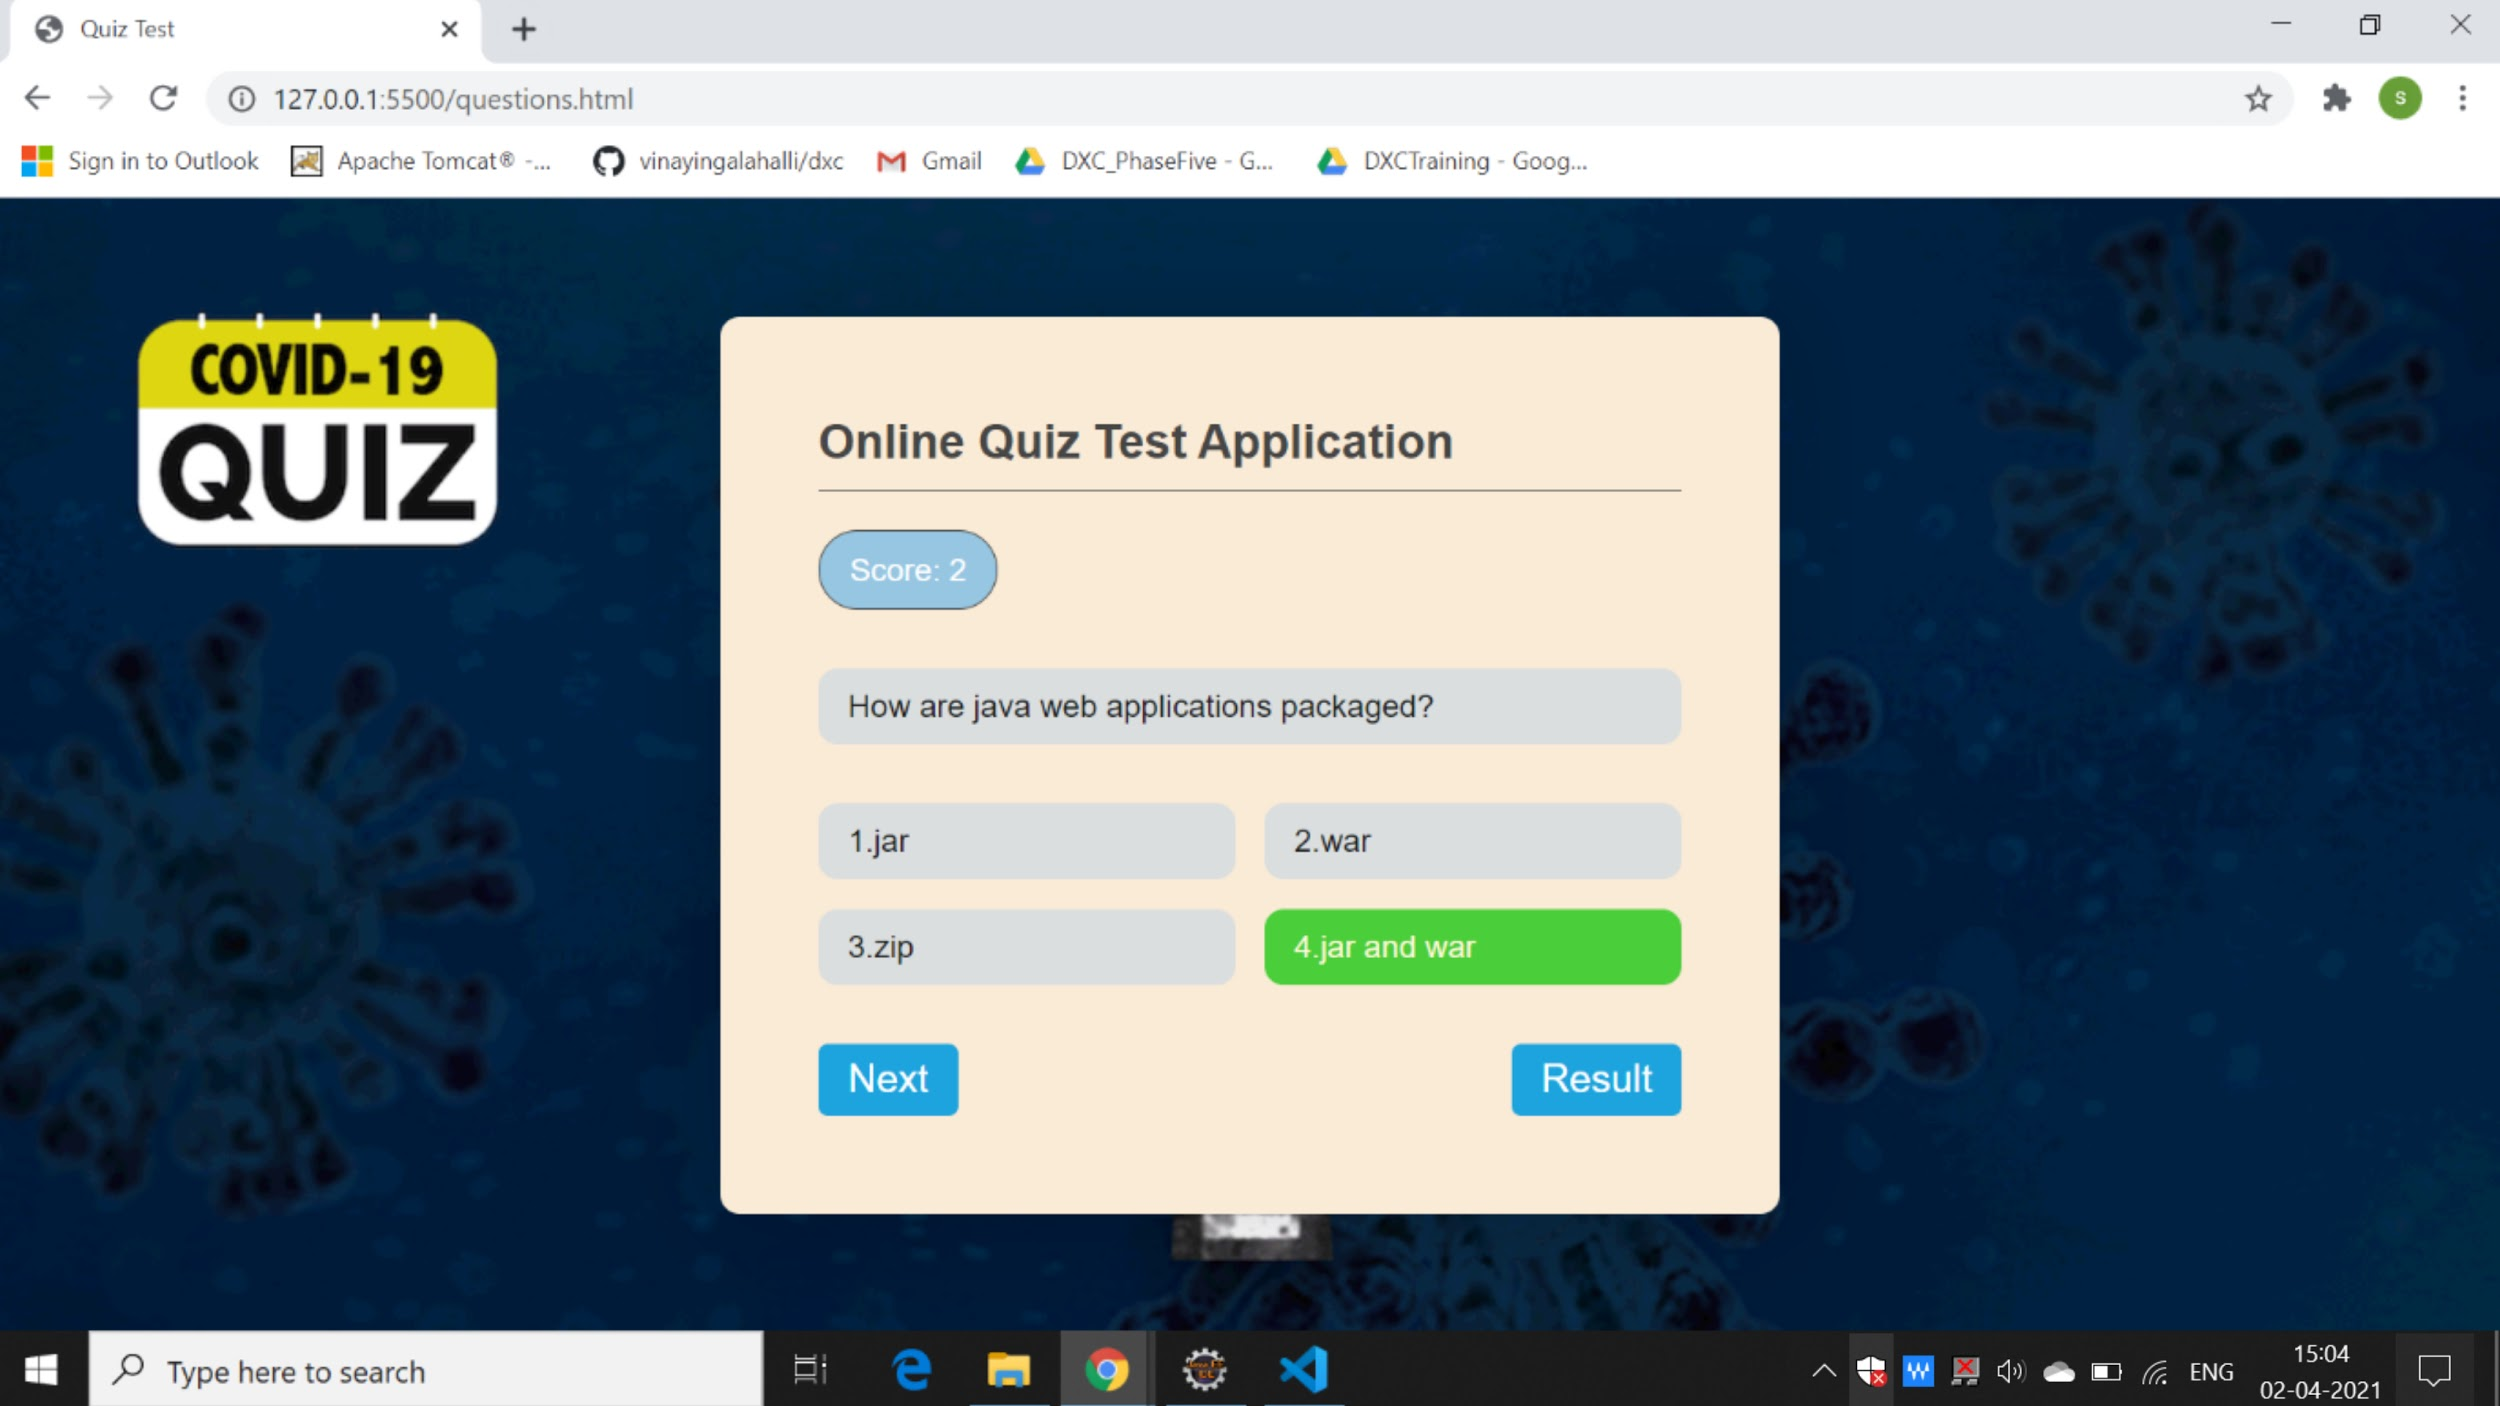 Quiz Test
127.0.0.1:5500/questions.html
S
Sign in to Outlook
Apache Tomcat® -...
vinayingalahalli/dxc
Gmail
DXC_PhaseFive - G...
DXCTraining - Goog...
COVID-19
QUIZ
Online Quiz Test Application
Score: 2
How are java web applications packaged?
1.jar
2.war
3.zip
4.jar and war
Next
Result
Type here to search
ENG
15:04
02-04-2021